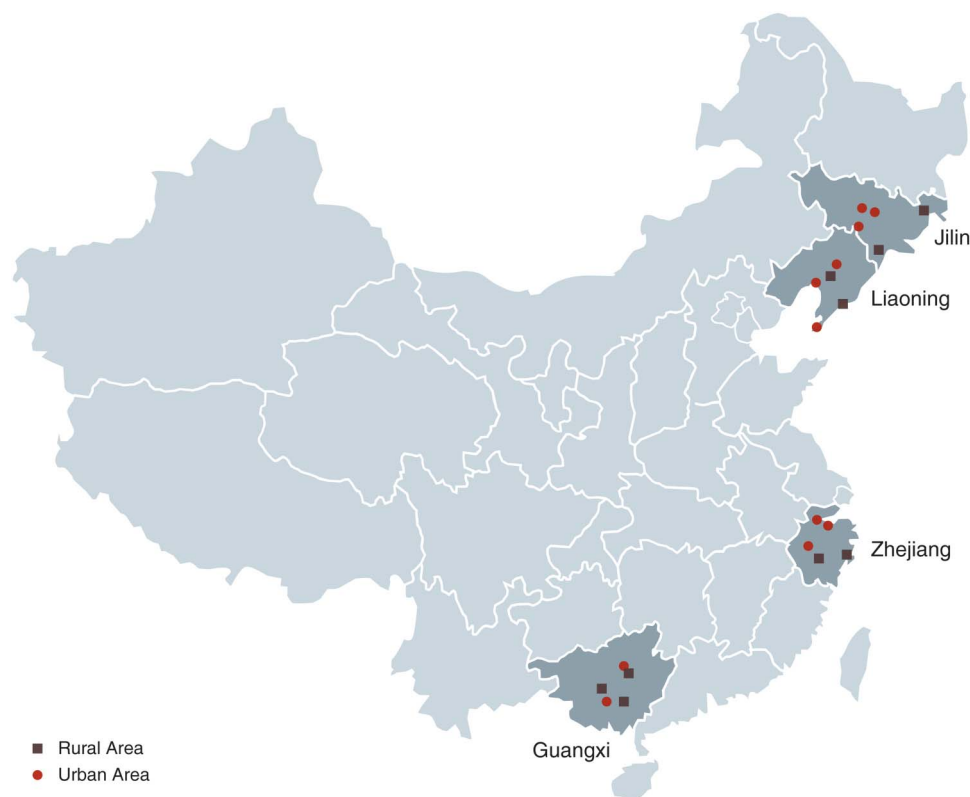 Jilin
Liaoning
Zhejiang
Guangxi
Rural Area
Urban Area